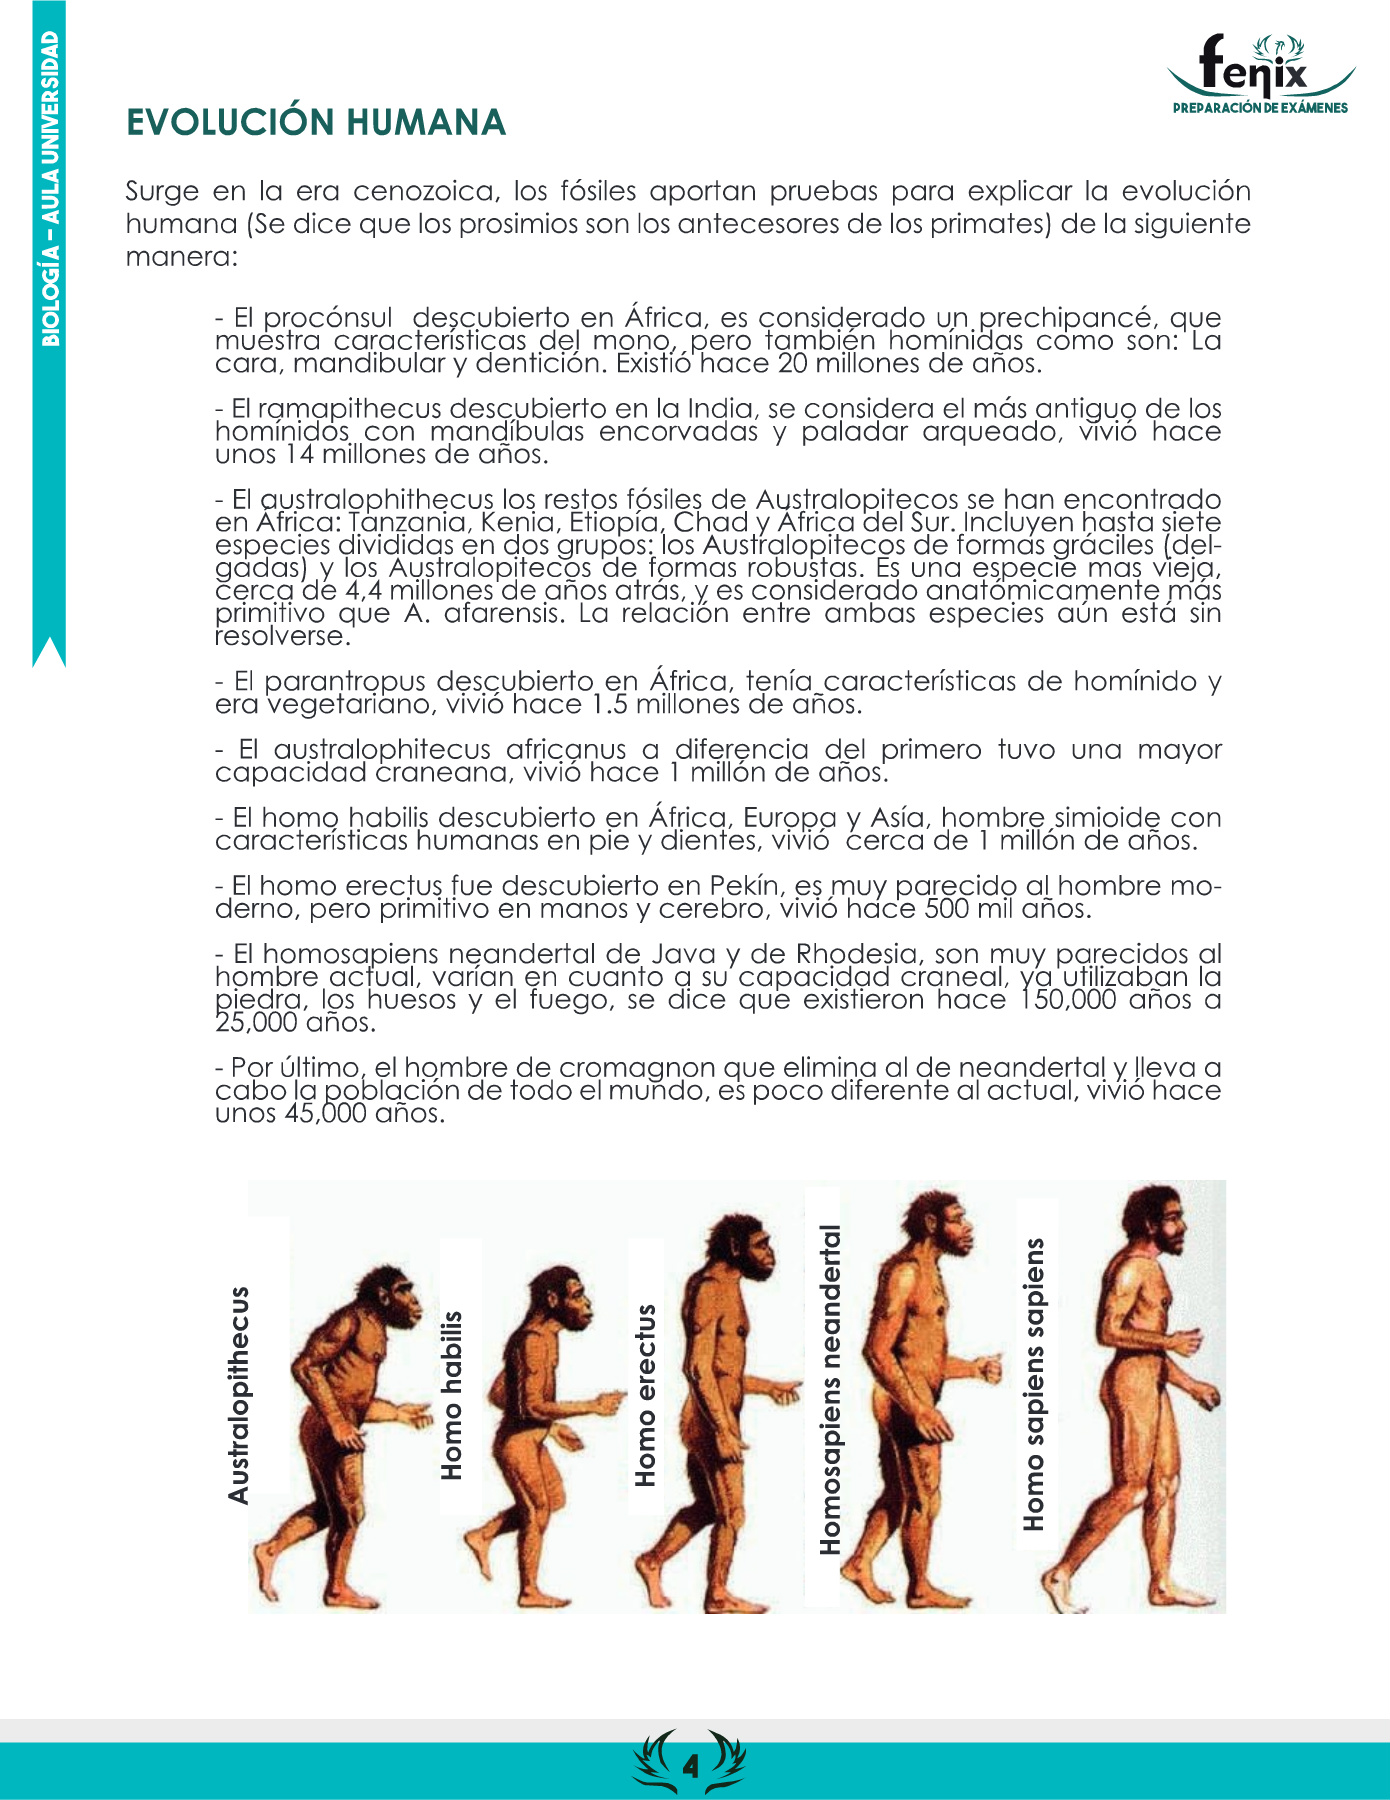 BIOLOGÍA – AULA UNIVERSIDAD
fenix
PREPARACIÓN DE EXÁMENES
EVOLUCIÓN HUMANA
Surge en la era cenozoica, los fósiles aportan pruebas para explicar la evolución
humana (Se dice que los prosimios son los antecesores de los primates) de la siguiente
manera:
- El procónsul descubierto en África, es considerado un prechipancé, que
muestra características del mono, pero también homínidas como son: La
cara, mandibular y dentición. Existió hace 20 millones de años.
- El ramapithecus descubierto en la India, se considera el más antiguo de los
homínidos con mandíbulas encorvadas y paladar arqueado, vivió hace
unos 14 millones de años.
- El australophithecus los restos fósiles de Australopitecos se han encontrado
en África: Tanzania, Kenia, Etiopía, Chad y África del Sur. Incluyen hasta siete
especies divididas en dos grupos: los Australopitecos de formas gráciles (del-
gadas) y los Australopitecos de formas robustas. Es una especie mas vieja,
cerca de 4,4 millones de años atrás, y es considerado anatómicamente más
primitivo que A. afarensis. La relación entre ambas especies aún está sin
resolverse.
- El parantropus descubierto en África, tenía características de homínido y
era vegetariano, vivió hace 1.5 millones de años.
- El australophitecus africanus a diferencia del primero tuvo una mayor
capacidad craneana, vivió hace 1 millón de años.
- El homo habilis descubierto en África, Europa y Asía, hombre simioide con
características humanas en pie y dientes, vivió cerca de 1 millón de años.
- El homo erectus fue descubierto en Pekín, es muy parecido al hombre mo-
derno, pero primitivo en manos y cerebro, vivió hace 500 mil años.
- El homosapiens neandertal de Java y de Rhodesia, son muy parecidos al
hombre actual, varían en cuanto a su capacidad craneal, ya utilizaban la
piedra, los huesos y el fuego, se dice que existieron hace 150,000 años a
25,000 años.
- Por último, el hombre de cromagnon que elimina al de neandertal y lleva a
cabo la población de todo el mundo, es poco diferente al actual, vivió hace
unos 45,000 años.
Australopithecus
Homo habilis
Homo erectus
Homosapiens neandertal
Homo sapiens sapiens
4